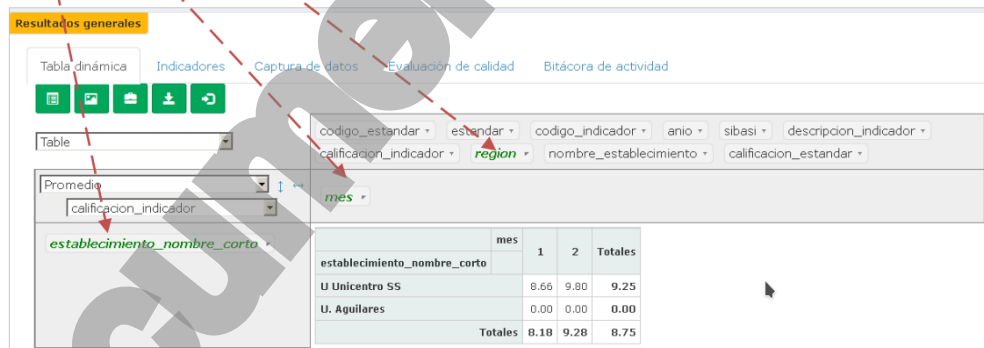 Resultados generales
Tabla dinámica Indicadores Captura de datos Evaluación de calidad Bitácora de actividad
Table
codigo_estandar estandar codigo_indicador anio sibasi descripcion_indicador
calificacion_indicador region nombre_establecimiento calificacion_estandar
Promedio
calificacion_indicador
mes
establecimiento_nombre_corto
mes 1 2 Totales
establecimiento_nombre_corto
U Unicentro SS 8.66 9.80 9.25
U. Aguilares 0.00 0.00 0.00
Totales 8.18 9.28 8.75